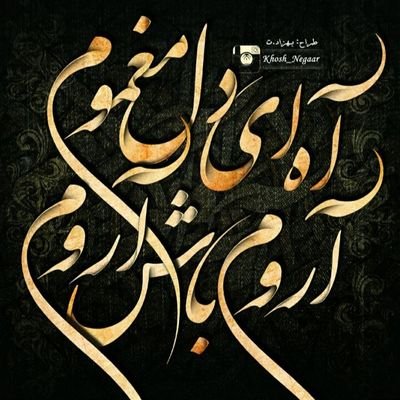 طراح: بهزاد.ت
Khosh_Negaar
آه ای دل مغموم
آروم باش آروم